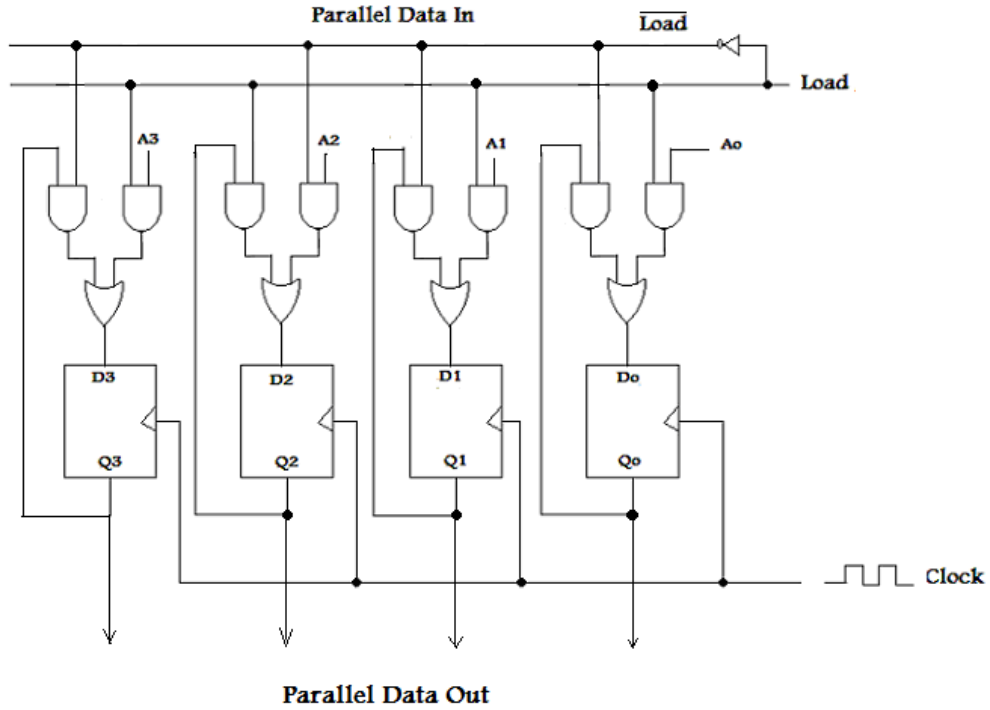 Parallel Data In
Load
Load
A3
A2
A1
Ao
D3
D2
D1
Do
Q3
Q2
Q1
Qo
Clock
Parallel Data Out